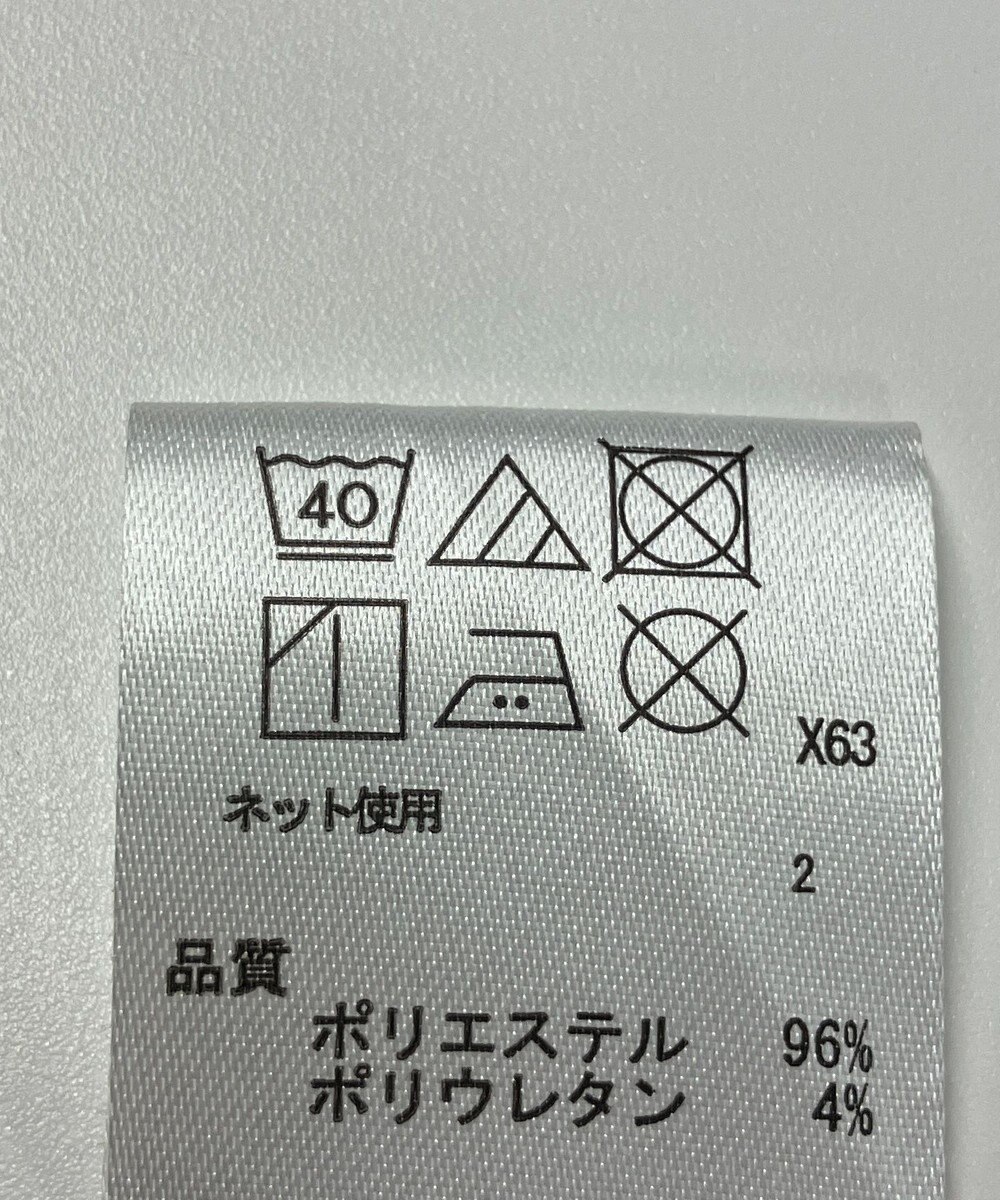 40
X63
ネット使用
2
品質
ポリエステル 96%
ポリウレタン 4%